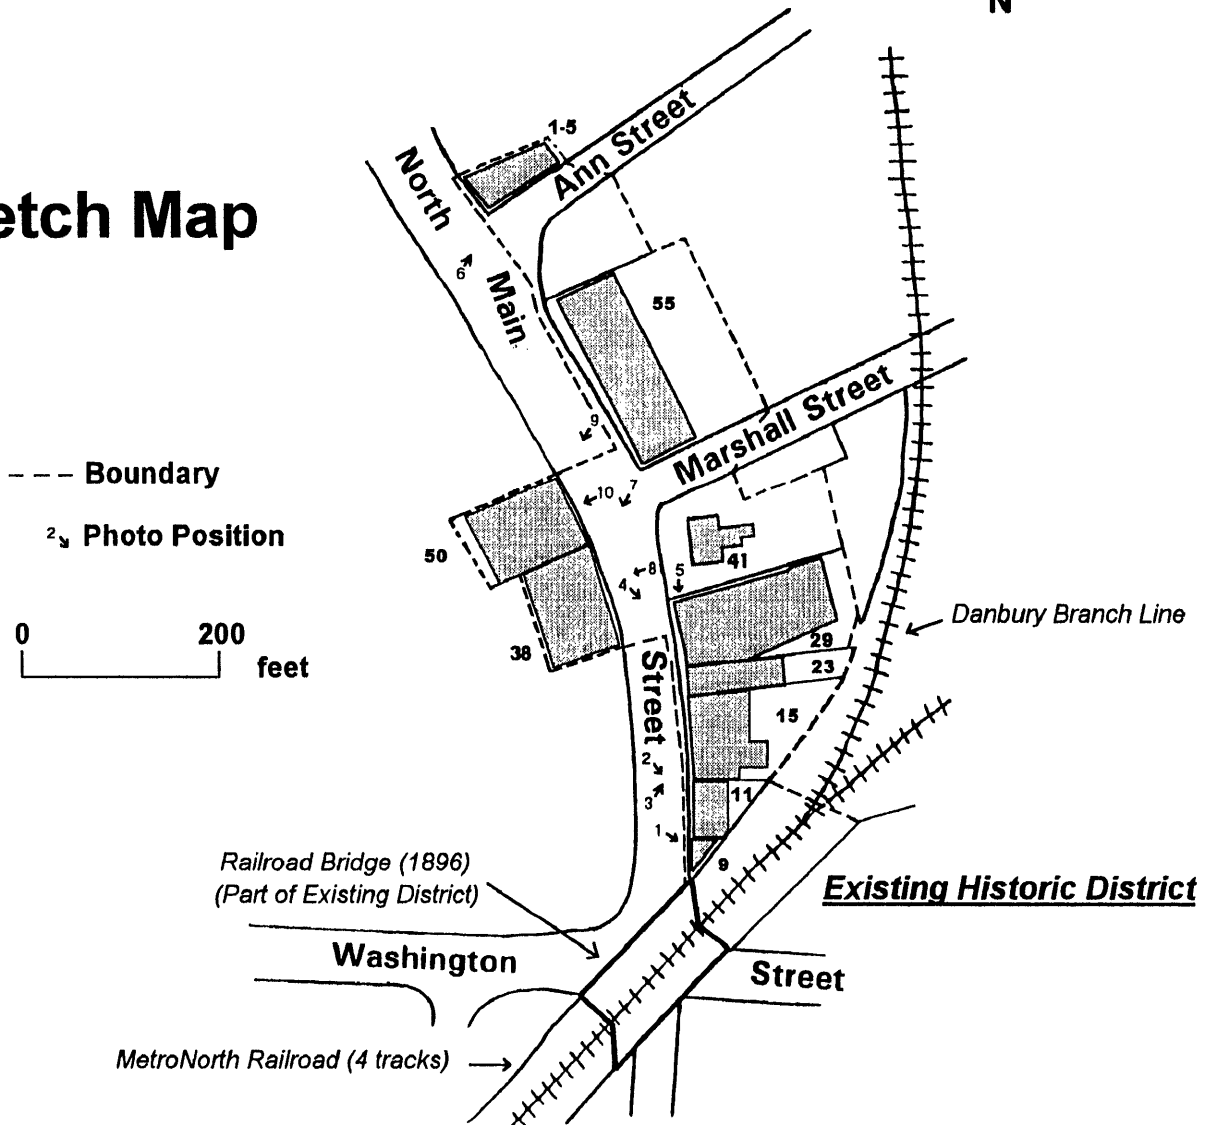 N
1-5
Ann Street
North
etch Map
6
Main
55
Marshall Street
9
--- Boundary
10
7
2 Photo Position
50
41
8
5
4
Danbury Branch Line
0 200
feet
38
29
23
Street
15
2
11
3
1
9
Railroad Bridge (1896)
(Part of Existing District)
Existing Historic District
Washington
Street
MetroNorth Railroad (4 tracks)